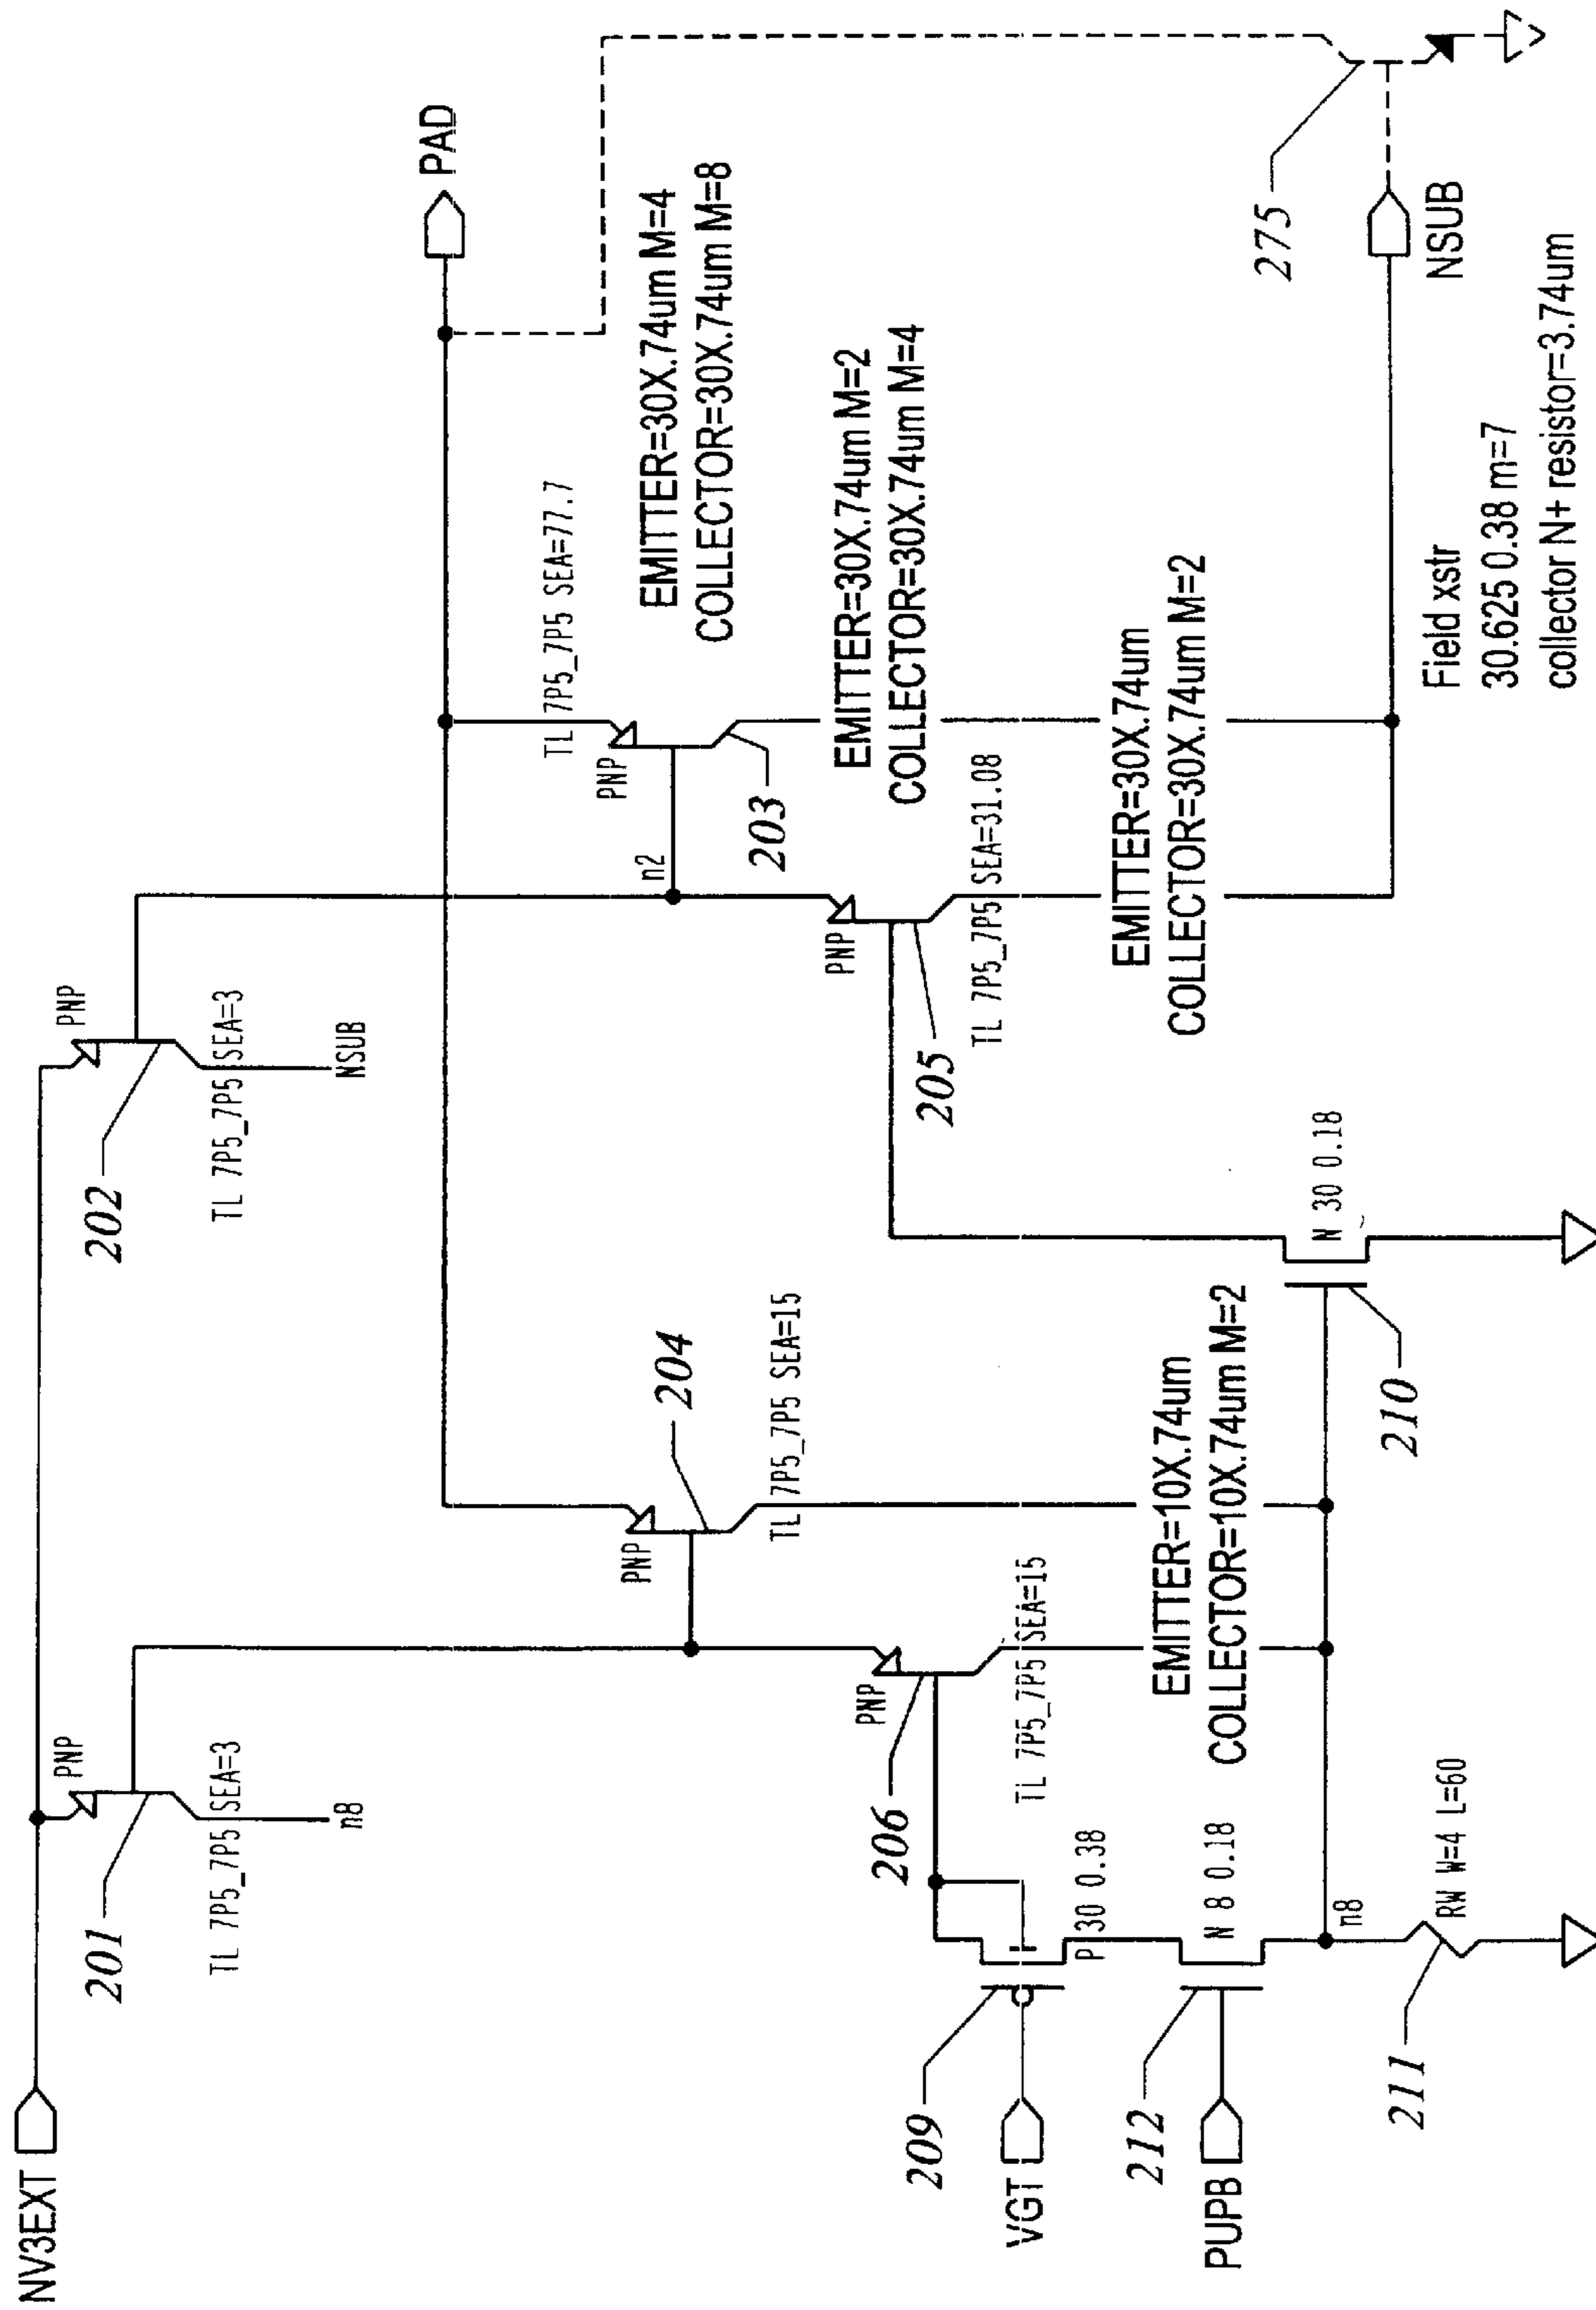 NV3EXT
PNP
201
TL 7P5_7P5 SEA=3
n8
PNP
202
TL 7P5_7P5 SEA=3
NSUB
PAD
PNP
204
TL 7P5_7P5 SEA=15
TL 7P5_7P5 SEA=77.7
PNP
n2
203
EMITTER=30X.74um M=4
COLLECTOR=30X.74um M=8
PNP
206
TL 7P5_7P5 SEA=15
PNP
205
TL 7P5_7P5 SEA=31.08
EMITTER=30X.74um M=2
COLLECTOR=30X.74um M=4
209
VGT
P 30 0.38
EMITTER=10X.74um
COLLECTOR=10X.74um M=2
EMITTER=30X.74um
COLLECTOR=30X.74um M=2
212
PUPB
N 8 0.18
n8
N 30 0.18
210
275
NSUB
211
RW W=4 L=60
Field xstr
30.625 0.38 m=7
collector N+ resistor=3.74um